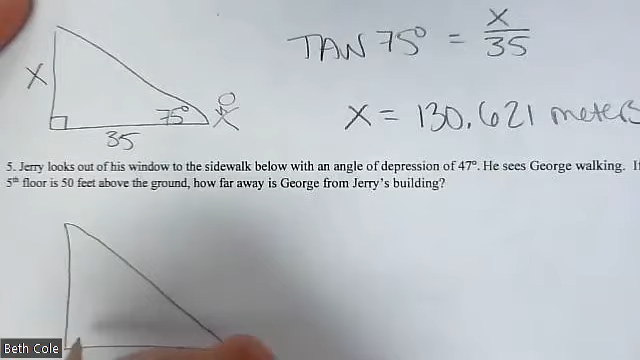 TAN 75° = x/35
x
75°
35
x = 130.621 meters
5. Jerry looks out of his window to the sidewalk below with an angle of depression of 47°. He sees George walking. If
5th floor is 50 feet above the ground, how far away is George from Jerry's building?
Beth Cole